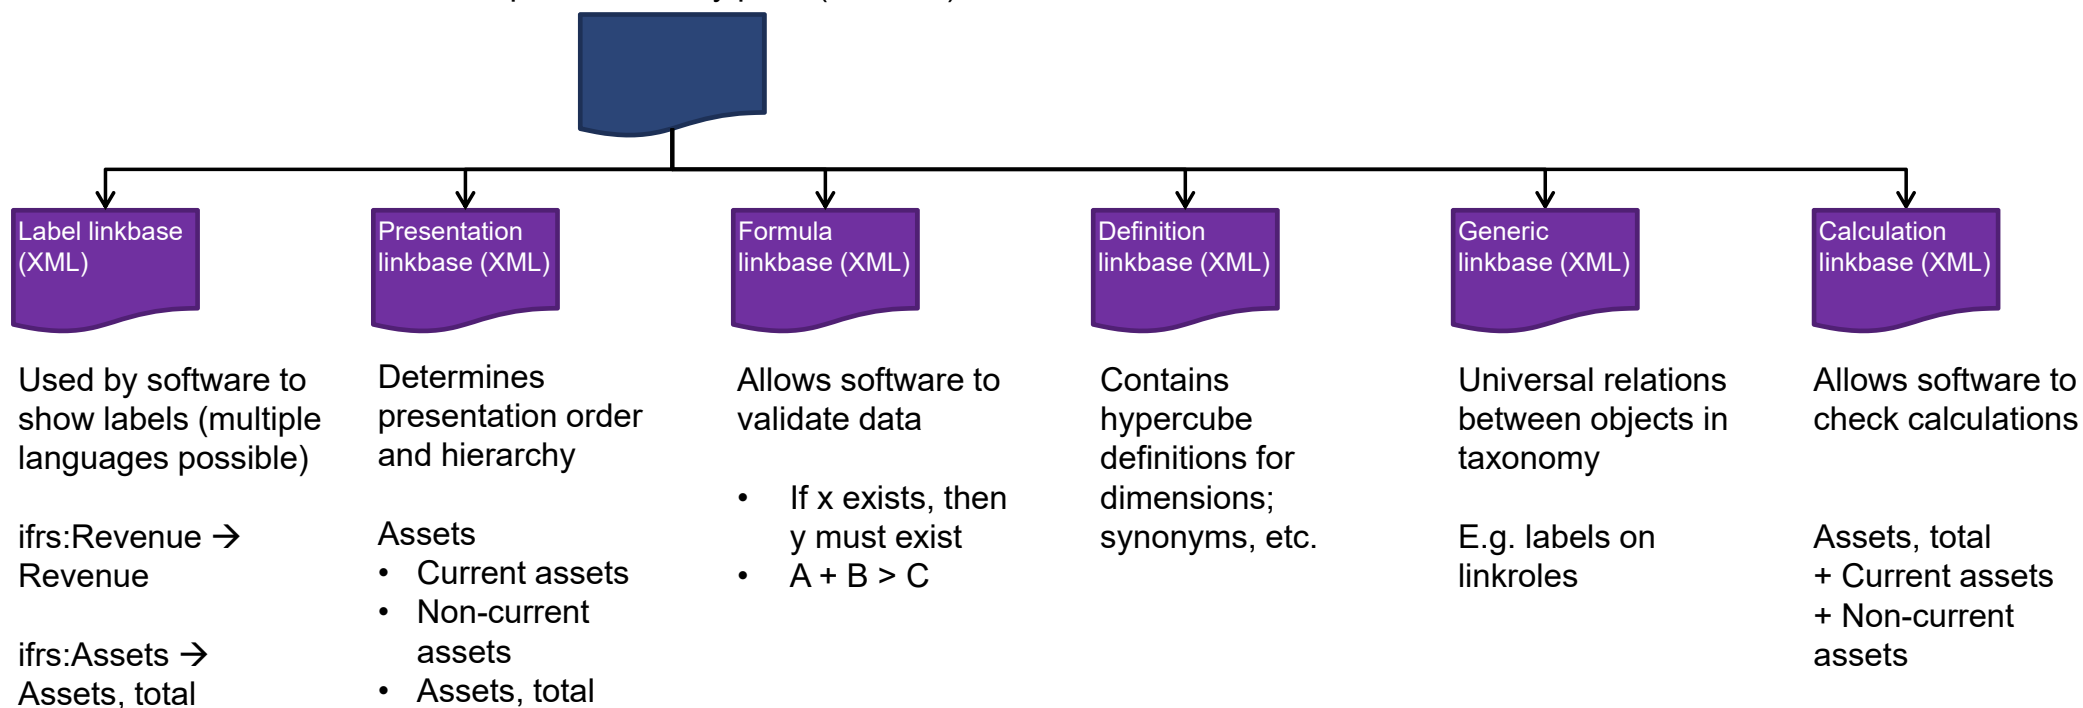 Label linkbase
(XML)
Presentation
linkbase (XML)
Formula
linkbase (XML)
Definition
linkbase (XML)
Generic
linkbase (XML)
Calculation
linkbase (XML)
Used by software to
show labels (multiple
languages possible)
ifrs:Revenue →
Revenue
ifrs:Assets →
Assets, total
Determines
presentation order
and hierarchy
Assets
• Current assets
• Non-current
assets
• Assets, total
Allows software to
validate data
• If x exists, then
y must exist
• A + B > C
Contains
hypercube
definitions for
dimensions;
synonyms, etc.
Universal relations
between objects in
taxonomy
E.g. labels on
linkroles
Allows software to
check calculations
Assets, total
+ Current assets
+ Non-current
assets